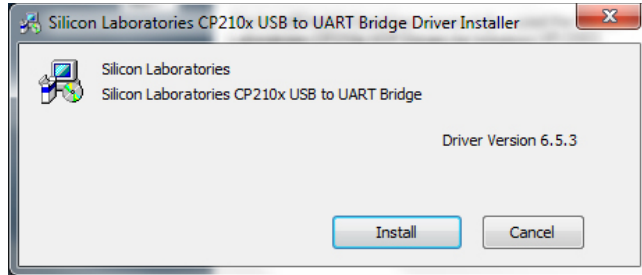 Silicon Laboratories CP210x USB to UART Bridge Driver Installer
Silicon Laboratories
Silicon Laboratories CP210x USB to UART Bridge
Driver Version 6.5.3
Install
Cancel